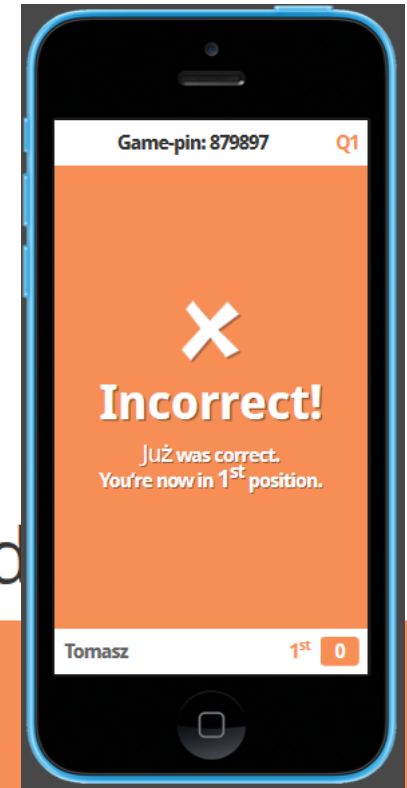 Game-pin: 879897 Q1
Incorrect!
Już was correct.
You're now in 1st position.
d
Tomasz 1st 0